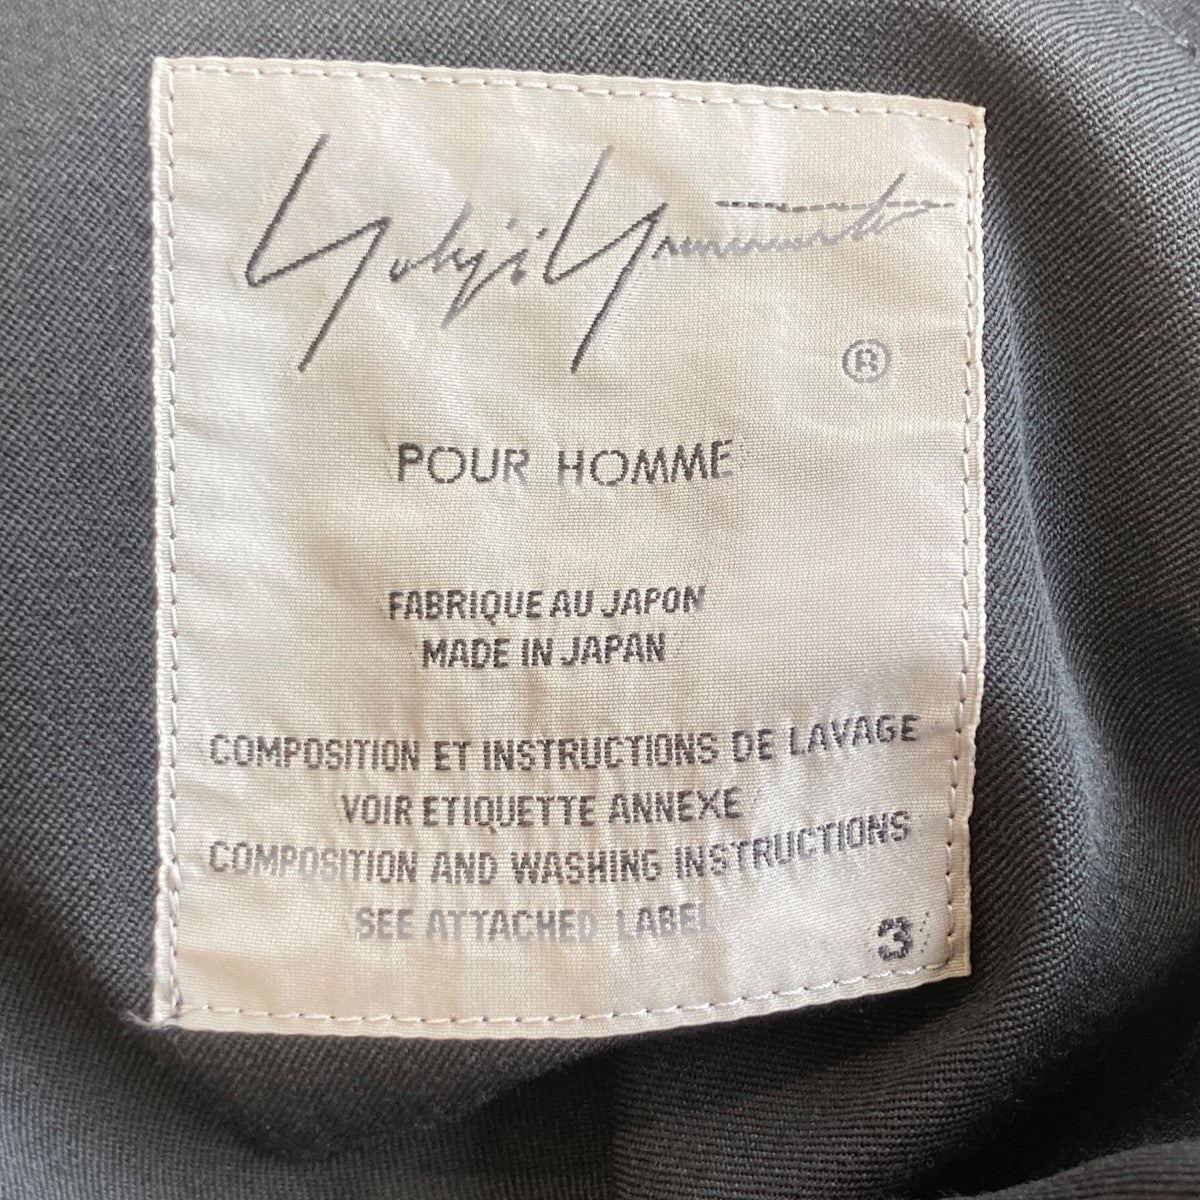 Yohji Yamamoto
®
POUR HOMME
FABRIQUE AU JAPON
MADE IN JAPAN
COMPOSITION ET INSTRUCTIONS DE LAVAGE
VOIR ETIQUETTE ANNEXE
COMPOSITION AND WASHING INSTRUCTIONS
SEE ATTACHED LABEL
3